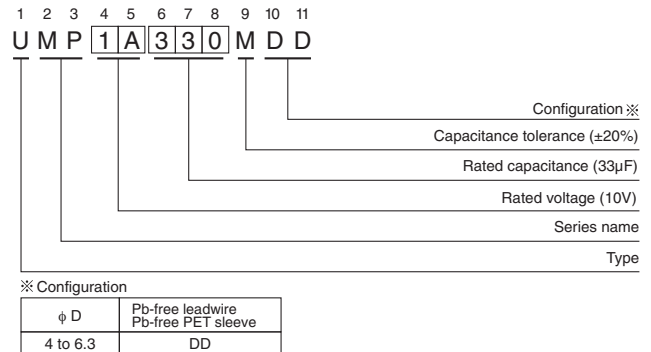 1 2 3 4 5 6 7 8 9 10 11
U M P 1 A 3 3 0 M D D
Configuration ※
Capacitance tolerance (±20%)
Rated capacitance (33µF)
Rated voltage (10V)
Series name
Type
※ Configuration
ϕ D
Pb-free leadwire
Pb-free PET sleeve
4 to 6.3
DD